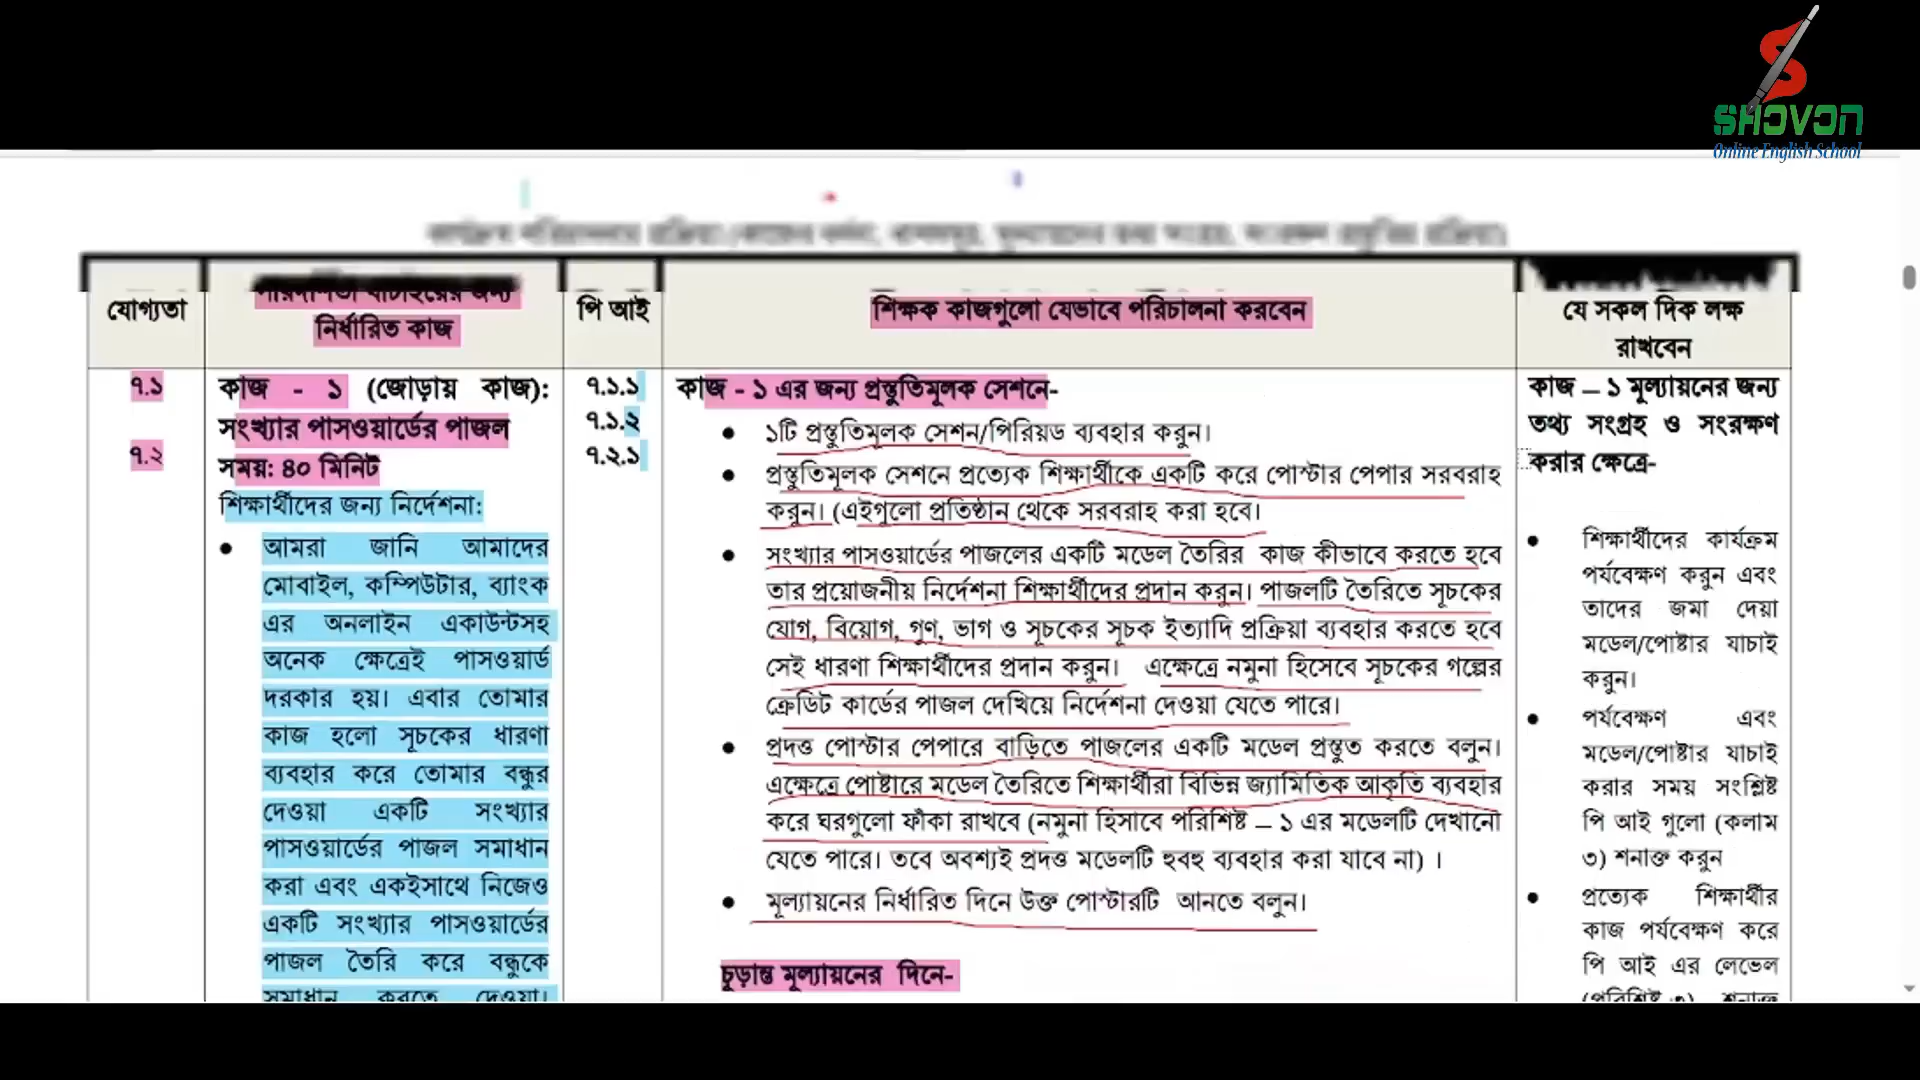 SHOVON
Online English School
যোগ্যতা
নির্ধারিত কাজ
পি আই
শিক্ষক কাজগুলো যেভাবে পরিচালনা করবেন
যে সকল দিক লক্ষ
রাখবেন
৭.১
৭.২
কাজ - ১ (জোড়ায় কাজ):
সংখ্যার পাসওয়ার্ডের পাজল
সময়: ৪০ মিনিট
শিক্ষার্থীদের জন্য নির্দেশনা:
● আমরা জানি আমাদের
মোবাইল, কম্পিউটার, ব্যাংক
এর অনলাইন একাউন্টসহ
অনেক ক্ষেত্রেই পাসওয়ার্ড
দরকার হয়। এবার তোমার
কাজ হলো সূচকের ধারণা
ব্যবহার করে তোমার বন্ধুর
দেওয়া একটি সংখ্যার
পাসওয়ার্ডের পাজল সমাধান
করা এবং একইসাথে নিজেও
একটি সংখ্যার পাসওয়ার্ডের
পাজল তৈরি করে বন্ধুকে
সমাধান করতে দেওয়া।
৭.১.১
৭.১.২
৭.২.১
কাজ - ১ এর জন্য প্রস্তুতিমূলক সেশনে-
● ১টি প্রস্তুতিমূলক সেশন/পিরিয়ড ব্যবহার করুন।
● প্রস্তুতিমূলক সেশনে প্রত্যেক শিক্ষার্থীকে একটি করে পোস্টার পেপার সরবরাহ
করুন। (এইগুলো প্রতিষ্ঠান থেকে সরবরাহ করা হবে।
● সংখ্যার পাসওয়ার্ডের পাজলের একটি মডেল তৈরির কাজ কীভাবে করতে হবে
তার প্রয়োজনীয় নির্দেশনা শিক্ষার্থীদের প্রদান করুন। পাজলটি তৈরিতে সূচকের
যোগ, বিয়োগ, গুণ, ভাগ ও সূচকের সূচক ইত্যাদি প্রক্রিয়া ব্যবহার করতে হবে
সেই ধারণা শিক্ষার্থীদের প্রদান করুন। এক্ষেত্রে নমুনা হিসেবে সূচকের গল্পের
ক্রেডিট কার্ডের পাজল দেখিয়ে নির্দেশনা দেওয়া যেতে পারে।
● প্রদত্ত পোস্টার পেপারে বাড়িতে পাজলের একটি মডেল প্রস্তুত করতে বলুন।
এক্ষেত্রে পোষ্টারে মডেল তৈরিতে শিক্ষার্থীরা বিভিন্ন জ্যামিতিক আকৃতি ব্যবহার
করে ঘরগুলো ফাঁকা রাখবে (নমুনা হিসাবে পরিশিষ্ট – ১ এর মডেলটি দেখানো
যেতে পারে। তবে অবশ্যই প্রদত্ত মডেলটি হুবহু ব্যবহার করা যাবে না) ।
● মূল্যায়নের নির্ধারিত দিনে উক্ত পোস্টারটি আনতে বলুন।
চূড়ান্ত মূল্যায়নের দিনে-
কাজ – ১ মূল্যায়নের জন্য
তথ্য সংগ্রহ ও সংরক্ষণ
করার ক্ষেত্রে-
● শিক্ষার্থীদের কার্যক্রম
পর্যবেক্ষণ করুন এবং
তাদের জমা দেয়া
মডেল/পোষ্টার যাচাই
করুন।
● পর্যবেক্ষণ এবং
মডেল/পোষ্টার যাচাই
করার সময় সংশ্লিষ্ট
পি আই গুলো (কলাম
৩) শনাক্ত করুন
● প্রত্যেক শিক্ষার্থীর
কাজ পর্যবেক্ষণ করে
পি আই এর লেভেল
(পরিশিষ্ট-৩) শনাক্ত